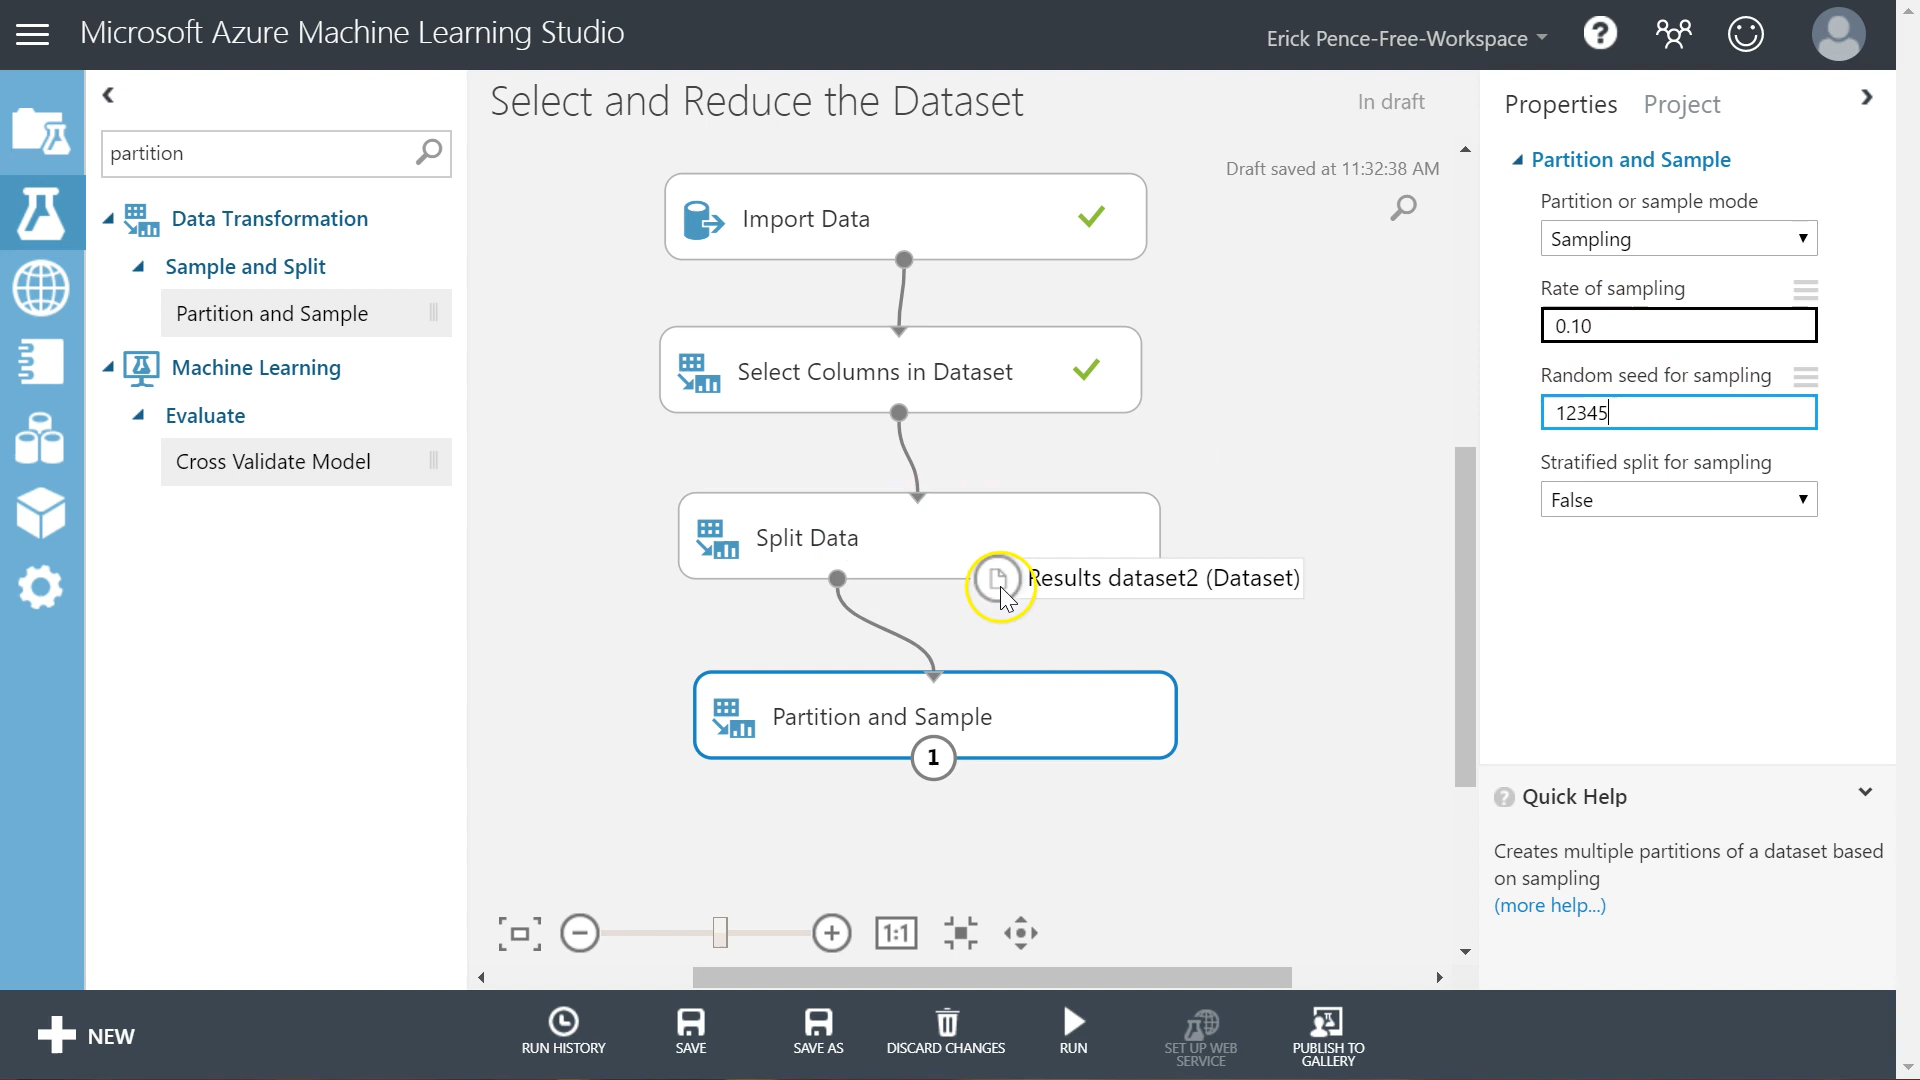 Microsoft Azure Machine Learning Studio
Erick Pence-Free-Workspace
?
partition
Data Transformation
Sample and Split
Partition and Sample
Machine Learning
Evaluate
Cross Validate Model
Select and Reduce the Dataset
In draft
Draft saved at 11:32:38 AM
Import Data
Select Columns in Dataset
Split Data
Results dataset2 (Dataset)
Partition and Sample
1
1:1
Properties Project
Partition and Sample
Partition or sample mode
Sampling
Rate of sampling
0.10
Random seed for sampling
12345
Stratified split for sampling
False
? Quick Help
Creates multiple partitions of a dataset based
on sampling
(more help...)
NEW
RUN HISTORY
SAVE
SAVE AS
DISCARD CHANGES
RUN
SET UP WEB
SERVICE
PUBLISH TO
GALLERY